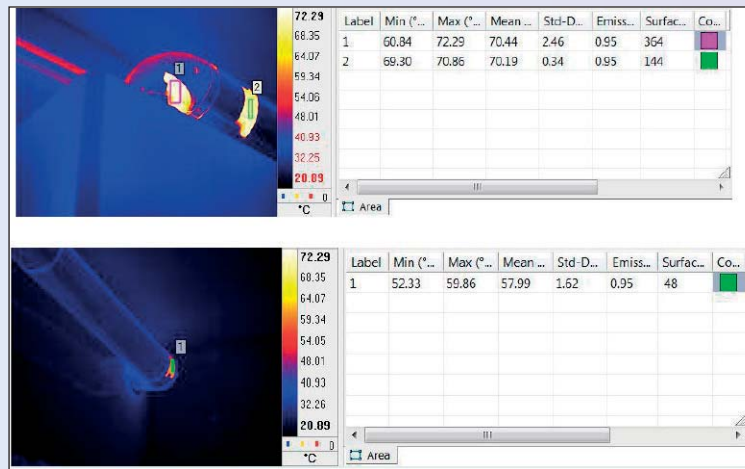 72.29
68.35
64.07
59.34
54.06
48.01
40.93
32.25
20.89
0
°C
1
2
Label Min (°... Max (°... Mean ... Std-D... Emiss... Surfac... Co...
1 60.84 72.29 70.44 2.46 0.95 364
2 69.30 70.86 70.19 0.34 0.95 144
Area
72.29
68.35
64.07
59.34
54.05
48.01
40.93
32.26
20.89
0
°C
1
Label Min (°... Max (°... Mean ... Std-D... Emiss... Surfac... Co...
1 52.33 59.86 57.99 1.62 0.95 48
Area